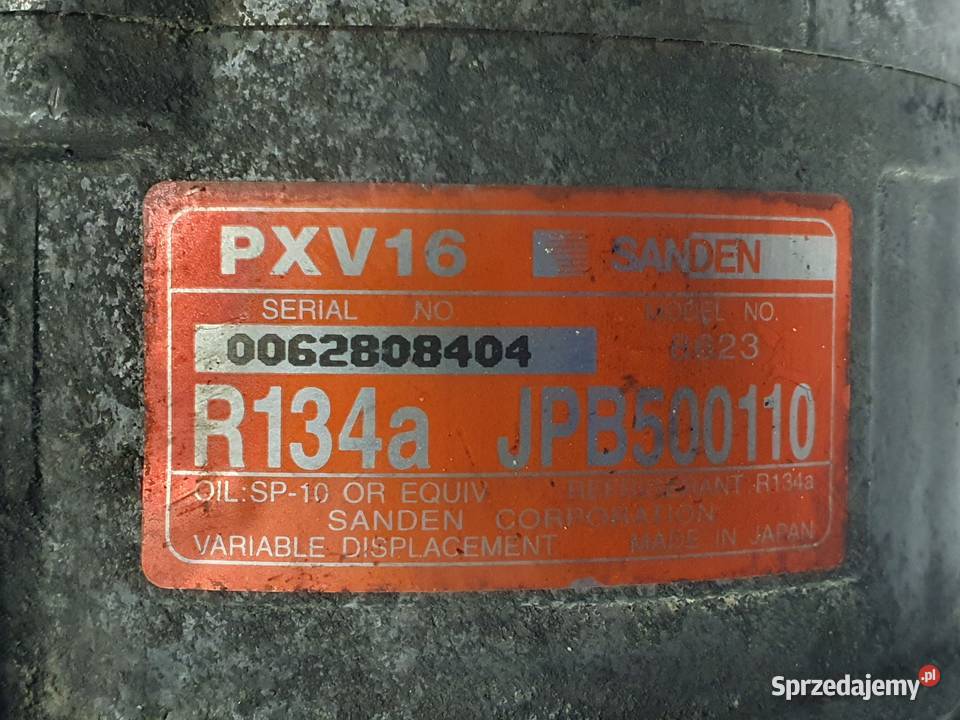 PXV16 SANDEN
SERIAL NO MODEL NO.
0062808404 8623
R134a JPB500110
OIL:SP-10 OR EQUIV REFRIGERANT R134a
SANDEN CORPORATION
VARIABLE DISPLACEMENT MADE IN JAPAN
Sprzedajemy.pl